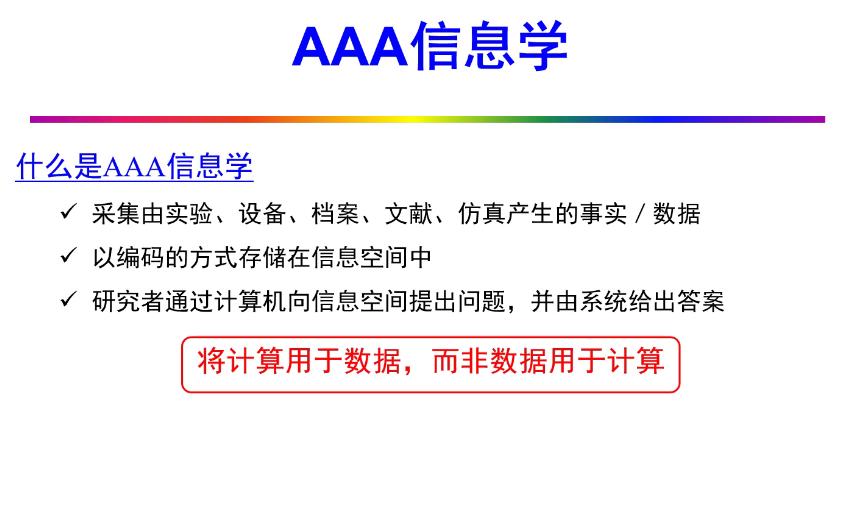 AAA信息学
什么是AAA信息学
采集由实验、设备、档案、文献、仿真产生的事实／数据
以编码的方式存储在信息空间中
研究者通过计算机向信息空间提出问题，并由系统给出答案
将计算用于数据，而非数据用于计算